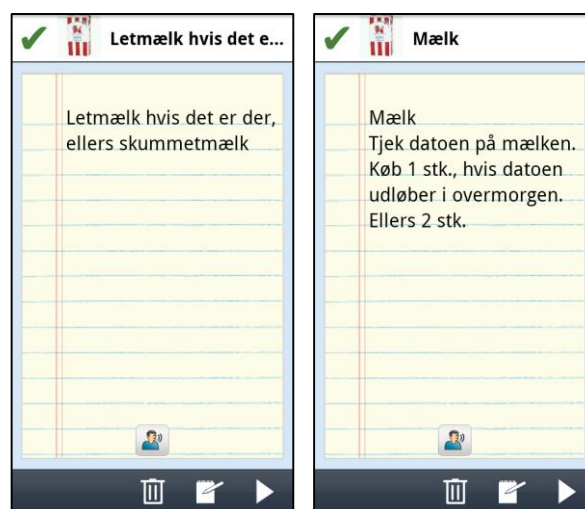 Letmælk hvis det e...
Letmælk hvis det er der,
ellers skummetmælk
Mælk
Mælk
Tjek datoen på mælken.
Køb 1 stk., hvis datoen
udløber i overmorgen.
Ellers 2 stk.